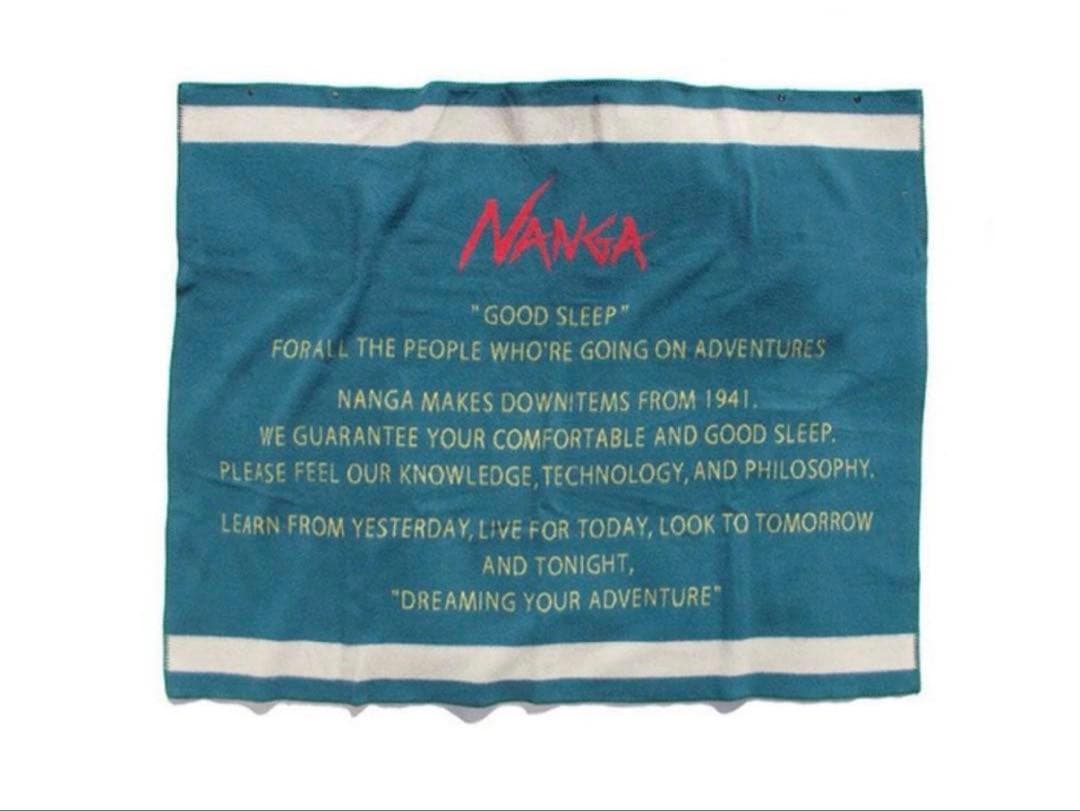 NANGA
"GOOD SLEEP"
FOR ALL THE PEOPLE WHO'RE GOING ON ADVENTURES
NANGA MAKES DOWNITEMS FROM 1941.
WE GUARANTEE YOUR COMFORTABLE AND GOOD SLEEP.
PLEASE FEEL OUR KNOWLEDGE, TECHNOLOGY, AND PHILOSOPHY.
LEARN FROM YESTERDAY, LIVE FOR TODAY, LOOK TO TOMORROW
AND TONIGHT,
"DREAMING YOUR ADVENTURE"